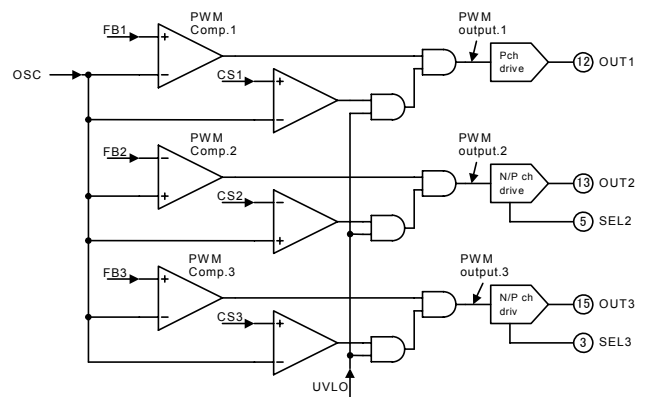 PWM
Comp.1
PWM
output.1
FB1
+
−
Pch
drive
12 OUT1
OSC
CS1
+
−
PWM
Comp.2
PWM
output.2
FB2
−
+
N/P ch
drive
13 OUT2
CS2
−
+
5 SEL2
PWM
Comp.3
PWM
output.3
FB3
+
−
N/P ch
driv
15 OUT3
CS3
+
−
3 SEL3
UVLO